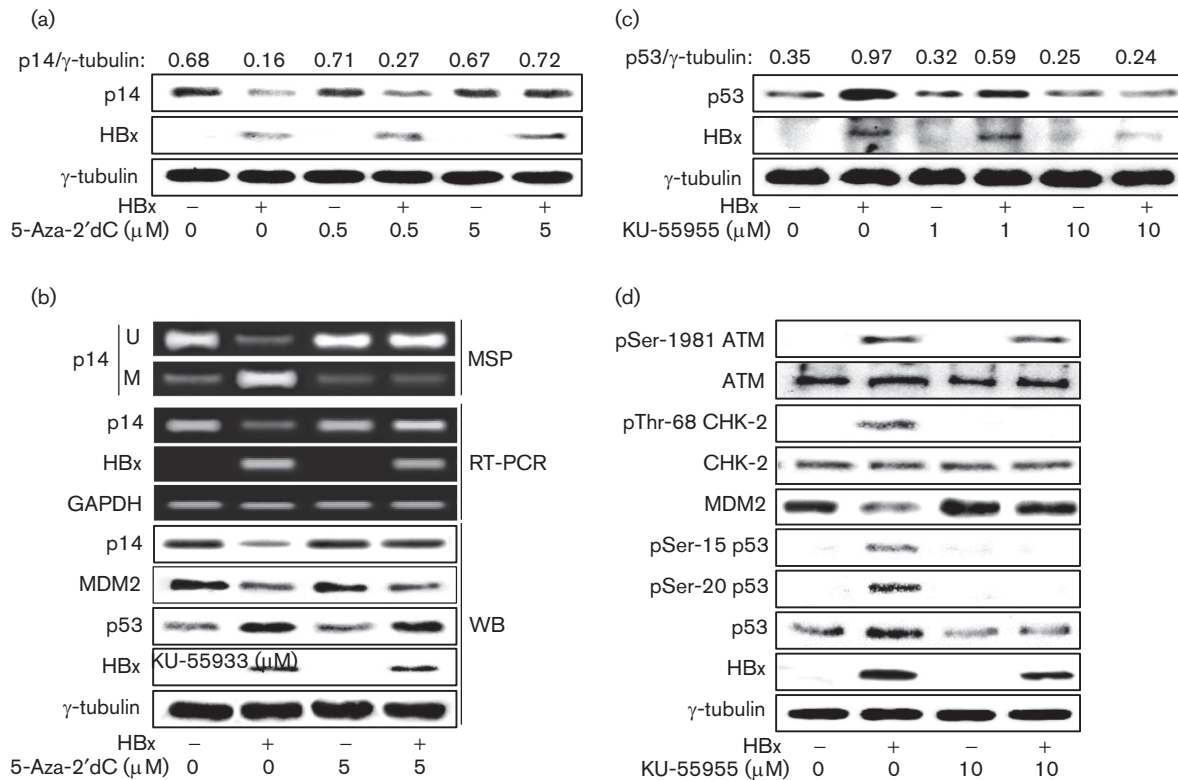 (a)
p14/γ-tubulin: 0.68 0.16 0.71 0.27 0.67 0.72
p14
HBx
γ-tubulin
HBx − + − + − +
5-Aza-2′dC (μM) 0 0 0.5 0.5 5 5
(b)
p14
U
M
MSP
p14
HBx
GAPDH
RT-PCR
p14
MDM2
p53
HBx
KU-55933 (μM)
γ-tubulin
WB
HBx − + − +
5-Aza-2′dC (μM) 0 0 5 5
(c)
p53/γ-tubulin: 0.35 0.97 0.32 0.59 0.25 0.24
p53
HBx
γ-tubulin
HBx − + − + − +
KU-55955 (μM) 0 0 1 1 10 10
(d)
pSer-1981 ATM
ATM
pThr-68 CHK-2
CHK-2
MDM2
pSer-15 p53
pSer-20 p53
p53
HBx
γ-tubulin
HBx − + − +
KU-55955 (μM) 0 0 10 10